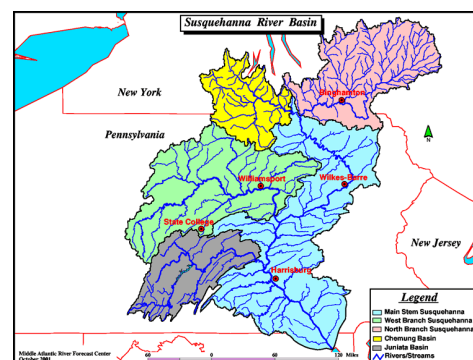 Susquehanna River Basin
New York
Binghamton
Pennsylvania
N
Williamsport
Wilkes-Barre
State College
New Jersey
Harrisburg
Legend
Main Stem Susquehanna
West Branch Susquehanna
North Branch Susquehanna
Chemung Basin
Juniata Basin
Rivers/Streams
Middle Atlantic River Forecast Center
October 2001
60
0
60
120 Miles